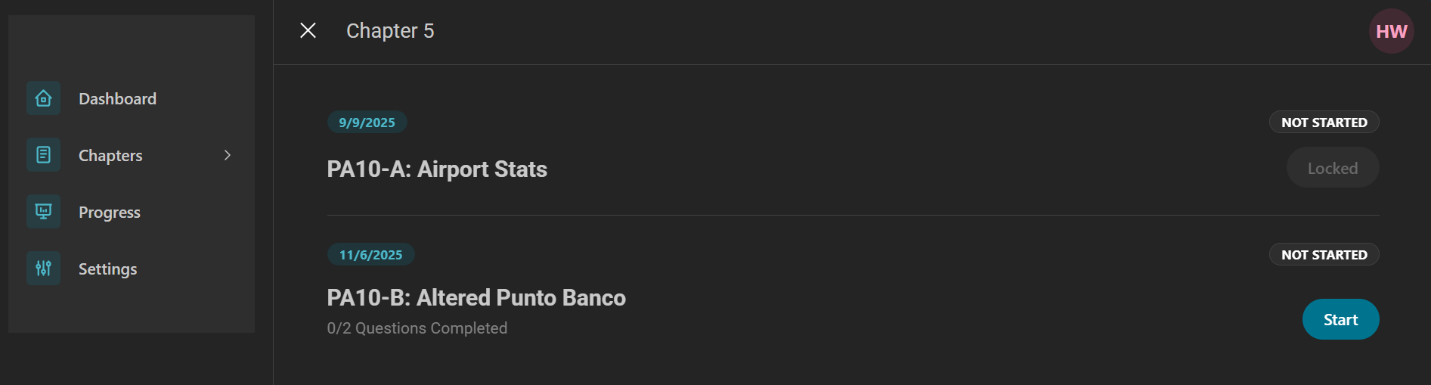 Chapter 5
HW
Dashboard
Chapters
Progress
Settings
9/9/2025
NOT STARTED
PA10-A: Airport Stats
Locked
11/6/2025
NOT STARTED
PA10-B: Altered Punto Banco
0/2 Questions Completed
Start